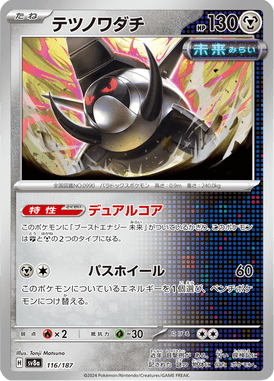 たね
テツノワダチ
HP 130
未来 みらい
全国図鑑NO.0990 パラドックスポケモン 高さ:0.9m 重さ:240.0kg
特性 デュアルコア
このポケモンに「ブーストエナジー 未来」がついているかぎり、このポケモン
は と の2つのタイプになる。
パスホイール 60
このポケモンについているエネルギーを1個選び、ベンチポケモ
ンにつけ替える。
弱点 ×2 抵抗力 -30 にげる
Illus. Tonji Matsuno
H sv8a 116/187
©2024 Pokémon/Nintendo/Creatures/GAME FREAK.